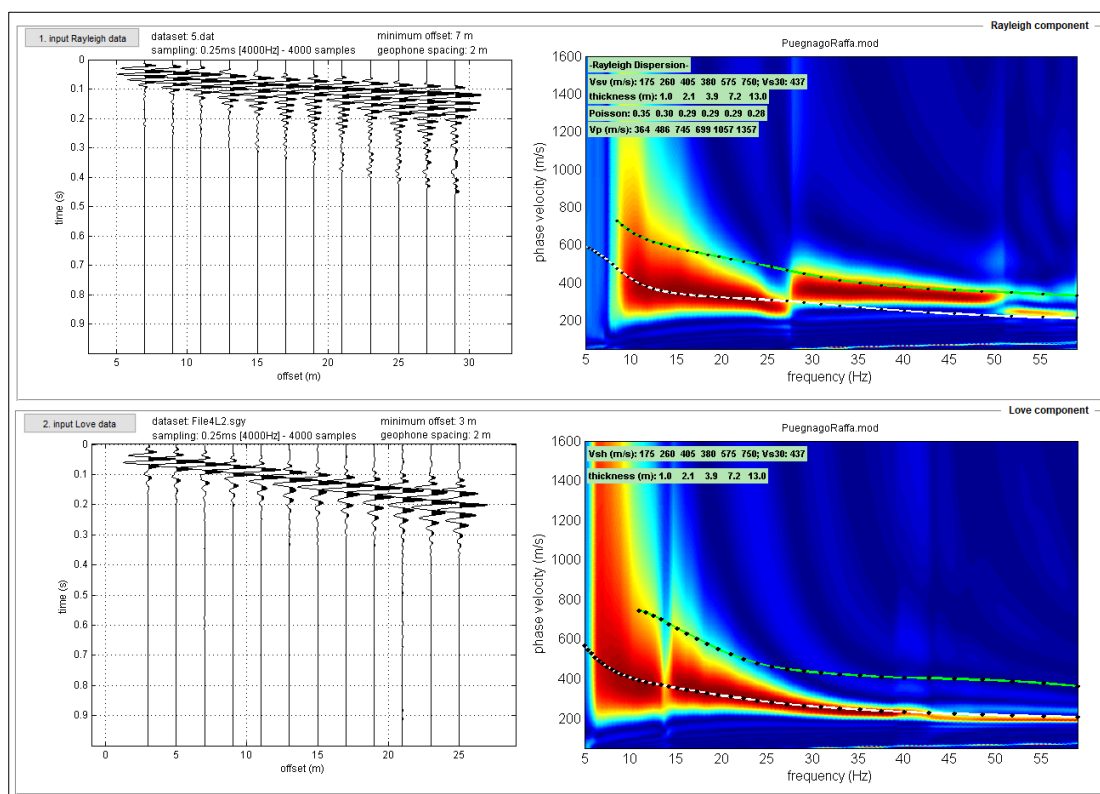 Rayleigh component
1. input Rayleigh data
dataset: 5.dat
minimum offset: 7 m
sampling: 0.25ms [4000Hz] - 4000 samples
geophone spacing: 2 m
0
0.1
0.2
0.3
0.4
0.5
0.6
0.7
0.8
0.9
time (s)
5 10 15 20 25 30
offset (m)
PuegnagoRaffa.mod
-Rayleigh Dispersion-
Vsv (m/s): 175 260 405 380 575 750; Vs30: 437
thickness (m): 1.0 2.1 3.9 7.2 13.0
Poisson: 0.35 0.30 0.29 0.29 0.29 0.28
Vp (m/s): 364 486 745 699 1057 1357
1600
1400
1200
1000
800
600
400
200
phase velocity (m/s)
5 10 15 20 25 30 35 40 45 50 55
frequency (Hz)
Love component
2. input Love data
dataset: File4L2.sgy
minimum offset: 3 m
sampling: 0.25ms [4000Hz] - 4000 samples
geophone spacing: 2 m
0
0.1
0.2
0.3
0.4
0.5
0.6
0.7
0.8
0.9
time (s)
0 5 10 15 20 25
offset (m)
PuegnagoRaffa.mod
Vsh (m/s): 175 260 405 380 575 750; Vs30: 437
thickness (m): 1.0 2.1 3.9 7.2 13.0
1600
1400
1200
1000
800
600
400
200
phase velocity (m/s)
5 10 15 20 25 30 35 40 45 50 55
frequency (Hz)